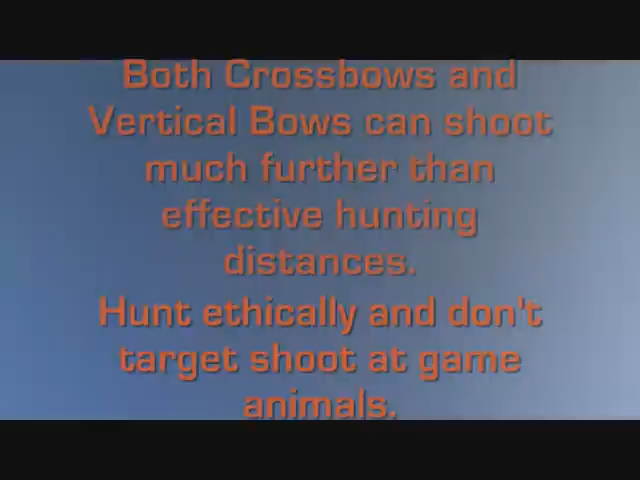 Both Crossbows and
Vertical Bows can shoot
much further than
effective hunting
distances.
Hunt ethically and don't
target shoot at game
animals.